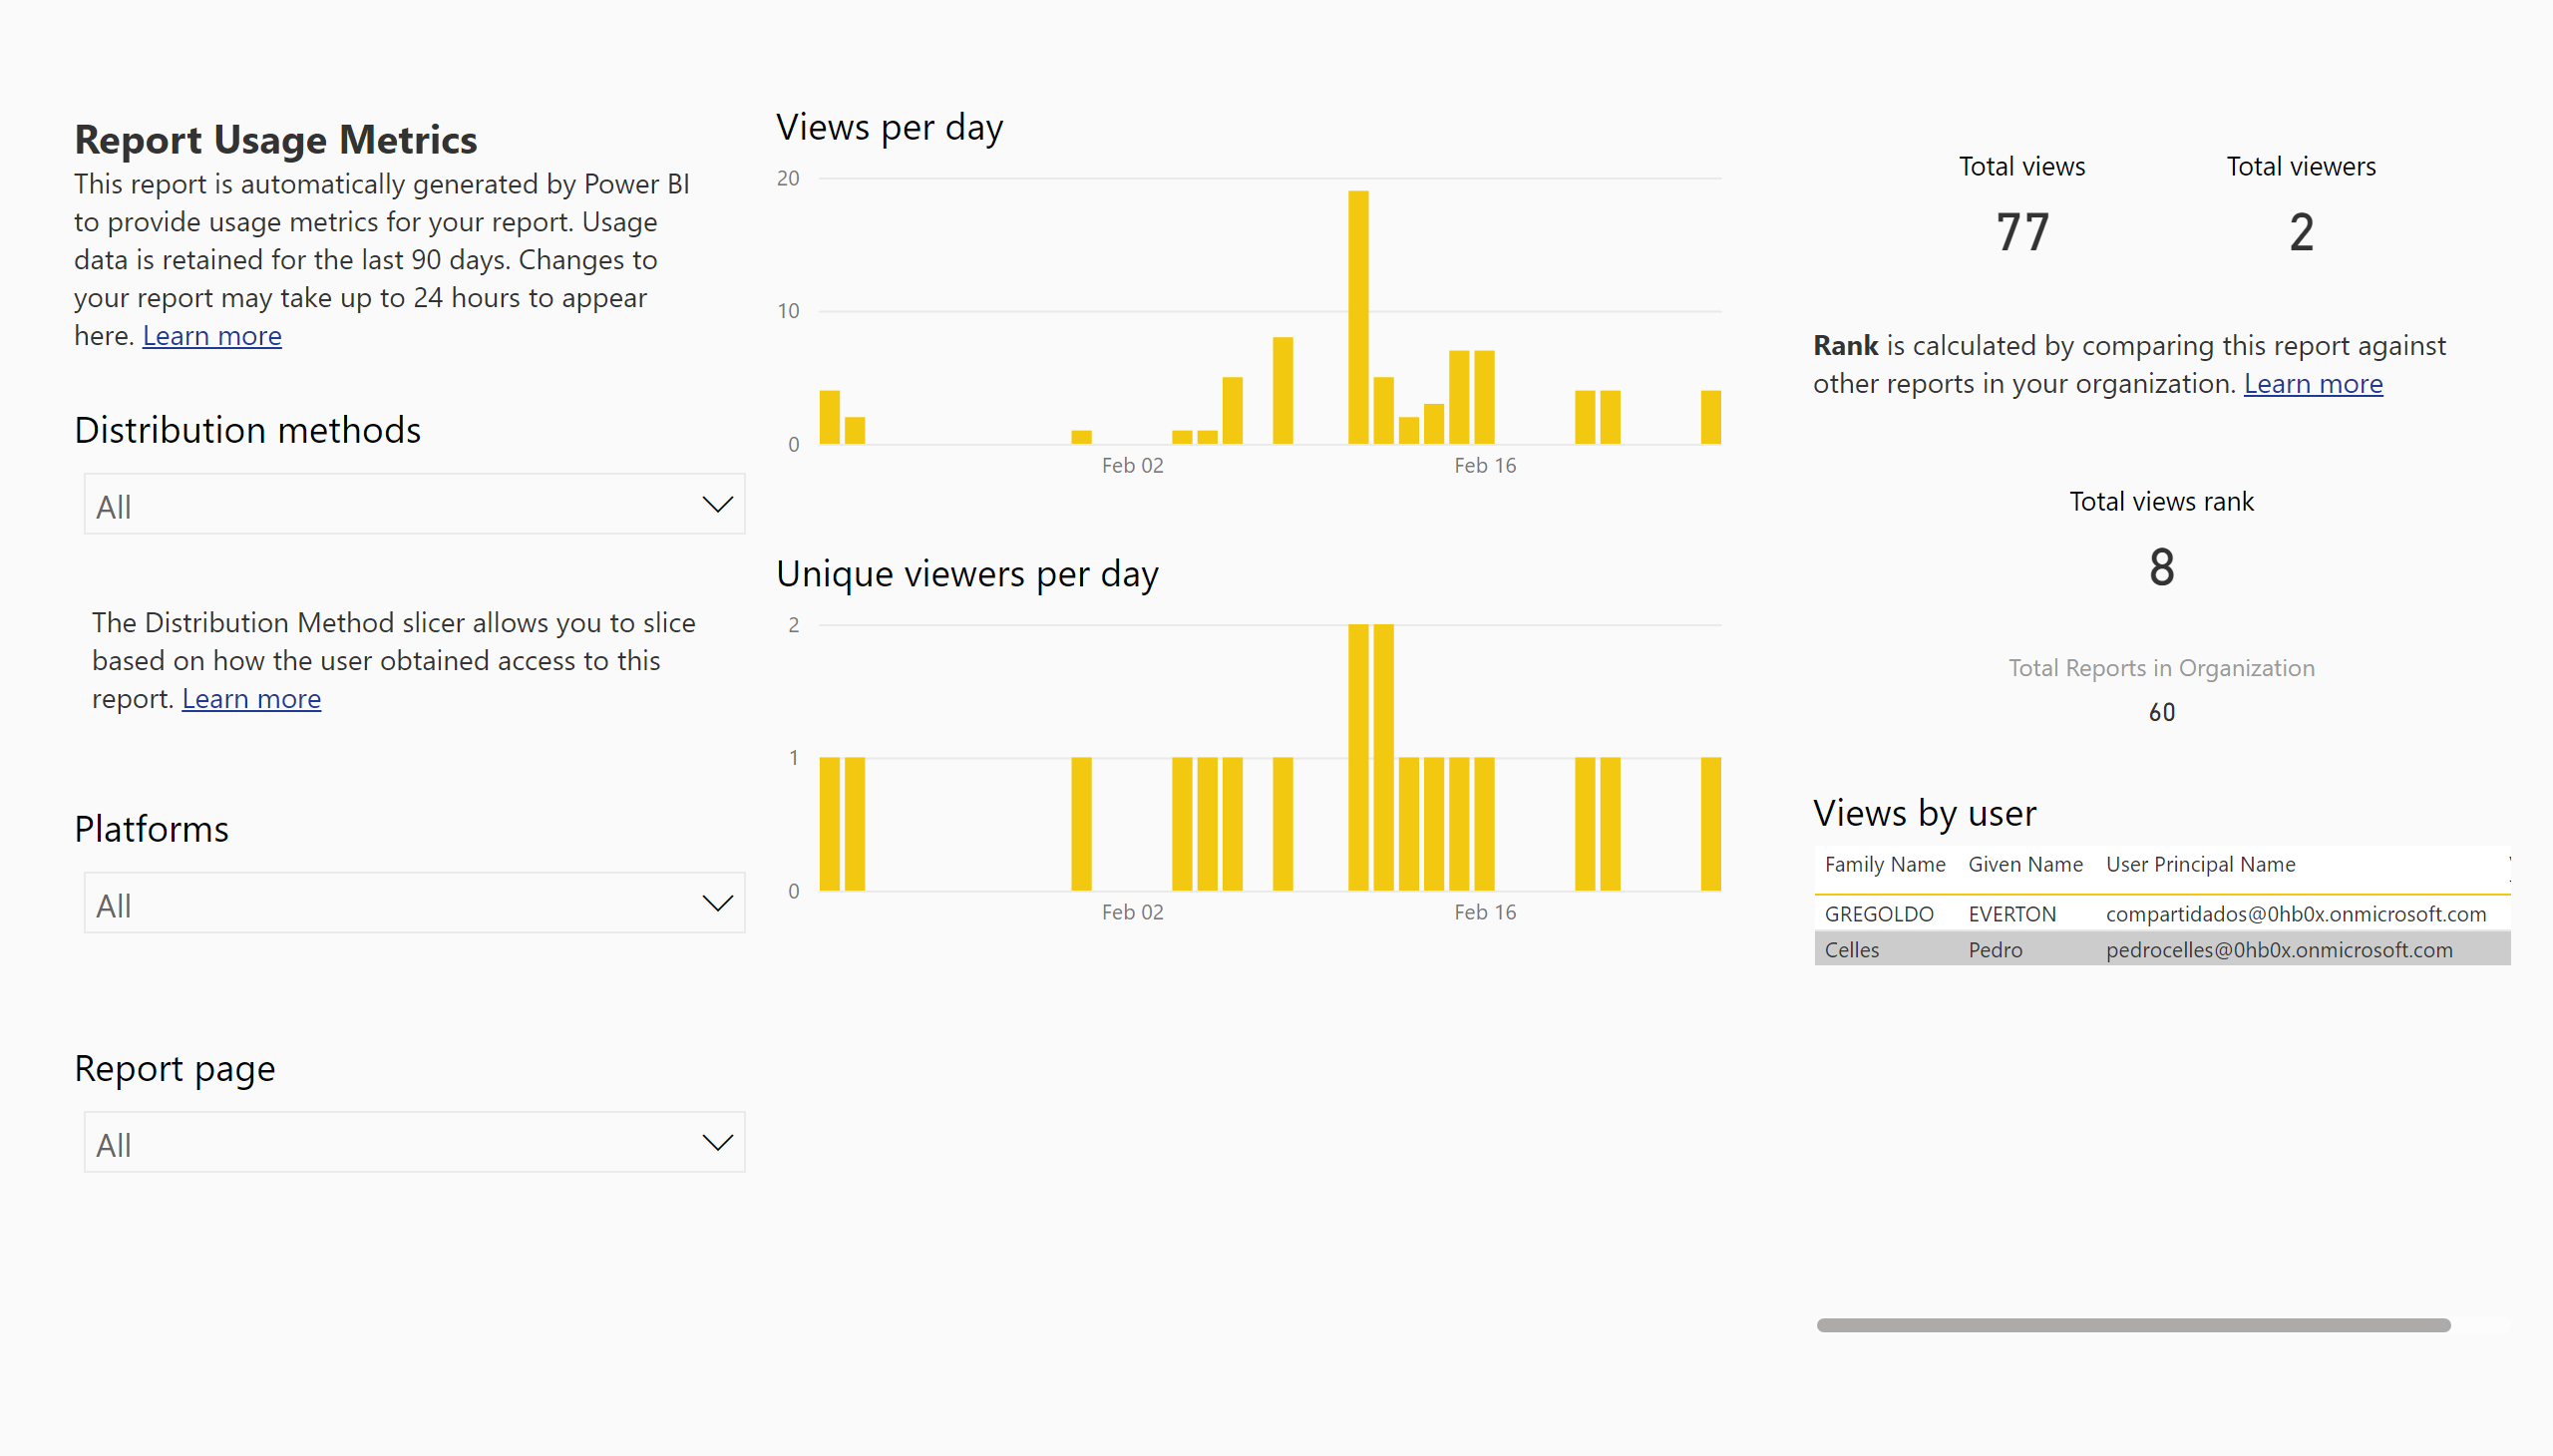 Report Usage Metrics
This report is automatically generated by Power BI
to provide usage metrics for your report. Usage
data is retained for the last 90 days. Changes to
your report may take up to 24 hours to appear
here. Learn more
Distribution methods
All
The Distribution Method slicer allows you to slice
based on how the user obtained access to this
report. Learn more
Platforms
All
Report page
All
Views per day
20
10
0
Feb 02 Feb 16
Unique viewers per day
2
1
0
Feb 02 Feb 16
Total views Total viewers
77 2
Rank is calculated by comparing this report against
other reports in your organization. Learn more
Total views rank
8
Total Reports in Organization
60
Views by user
Family Name Given Name User Principal Name
GREGOLDO EVERTON compartidados@0hb0x.onmicrosoft.com
Celles Pedro pedrocelles@0hb0x.onmicrosoft.com